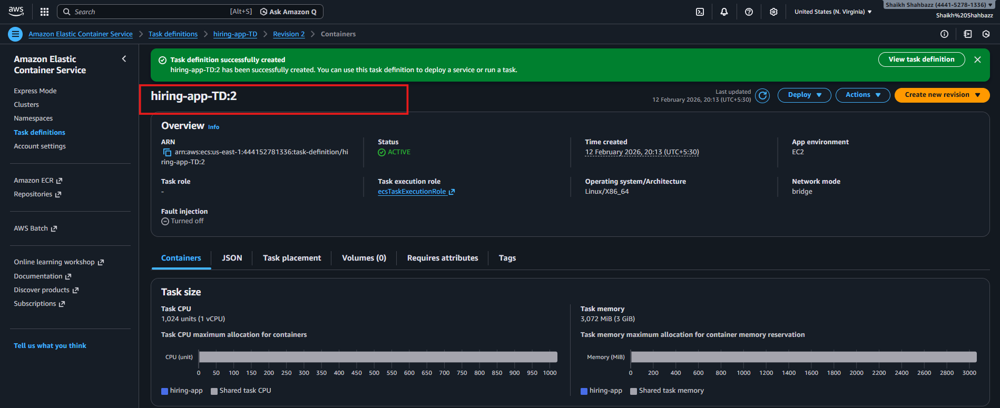 aws
Search [Alt+S] Ask Amazon Q
United States (N. Virginia)
Shaikh Shahbazz (4441-5278-1336)
Shaikh%20Shahbazz
Amazon Elastic Container Service
Task definitions
hiring-app-TD
Revision 2
Containers
Amazon Elastic
Container Service
Express Mode
Clusters
Namespaces
Task definitions
Account settings
Amazon ECR
Repositories
AWS Batch
Online learning workshop
Documentation
Discover products
Subscriptions
Tell us what you think
Task definition successfully created
hiring-app-TD:2 has been successfully created. You can use this task definition to deploy a service or run a task.
View task definition
hiring-app-TD:2
Last updated
12 February 2026, 20:13 (UTC+5:30)
Deploy
Actions
Create new revision
Overview Info
ARN
arn:aws:ecs:us-east-1:444152781336:task-definition/hi
ring-app-TD:2
Status
ACTIVE
Time created
12 February 2026, 20:13 (UTC+5:30)
App environment
EC2
Task role
-
Task execution role
ecsTaskExecutionRole
Operating system/Architecture
Linux/X86_64
Network mode
bridge
Fault injection
Turned off
Containers
JSON
Task placement
Volumes (0)
Requires attributes
Tags
Task size
Task CPU
1,024 units (1 vCPU)
Task CPU maximum allocation for containers
CPU (unit)
0 50 100 150 200 250 300 350 400 450 500 550 600 650 700 750 800 850 900 950 1000
hiring-app Shared task CPU
Task memory
3,072 MiB (3 GiB)
Task memory maximum allocation for container memory reservation
Memory (MiB)
0 200 400 600 800 1000 1200 1400 1600 1800 2000 2200 2400 2600 2800 3000
hiring-app Shared task memory